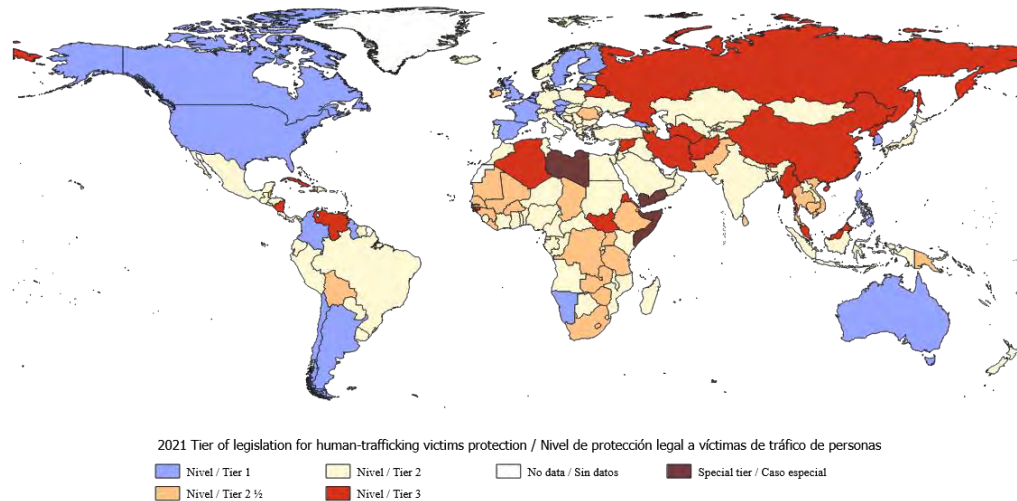 2021 Tier of legislation for human-trafficking victims protection / Nivel de protección legal a víctimas de tráfico de personas
Nivel / Tier 1
Nivel / Tier 2
No data / Sin datos
Special tier / Caso especial
Nivel / Tier 2 ½
Nivel / Tier 3